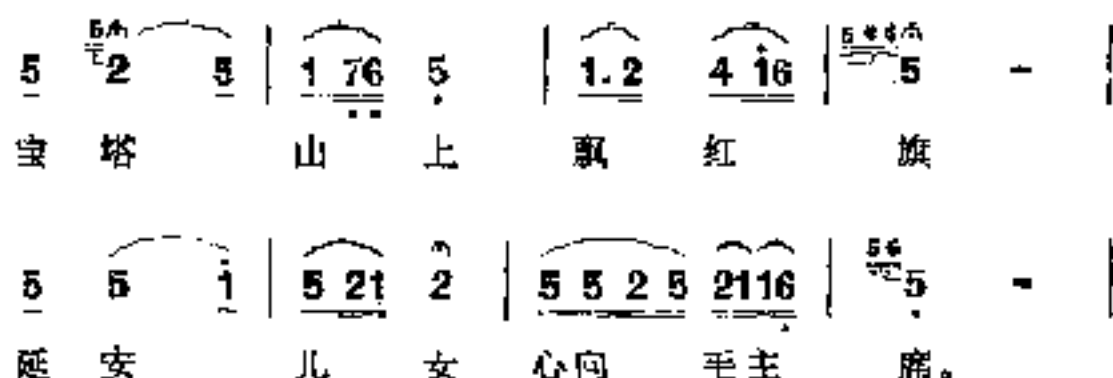 5 2 5 | 1 76 5 | 1. 2 4 16 | 5 - |
宝 塔 山 上 飘 红 旗
5 5 1 | 5 21 2 | 5 5 2 5 2116 | 5 - |
延 安 儿 女 心向 毛主 席。